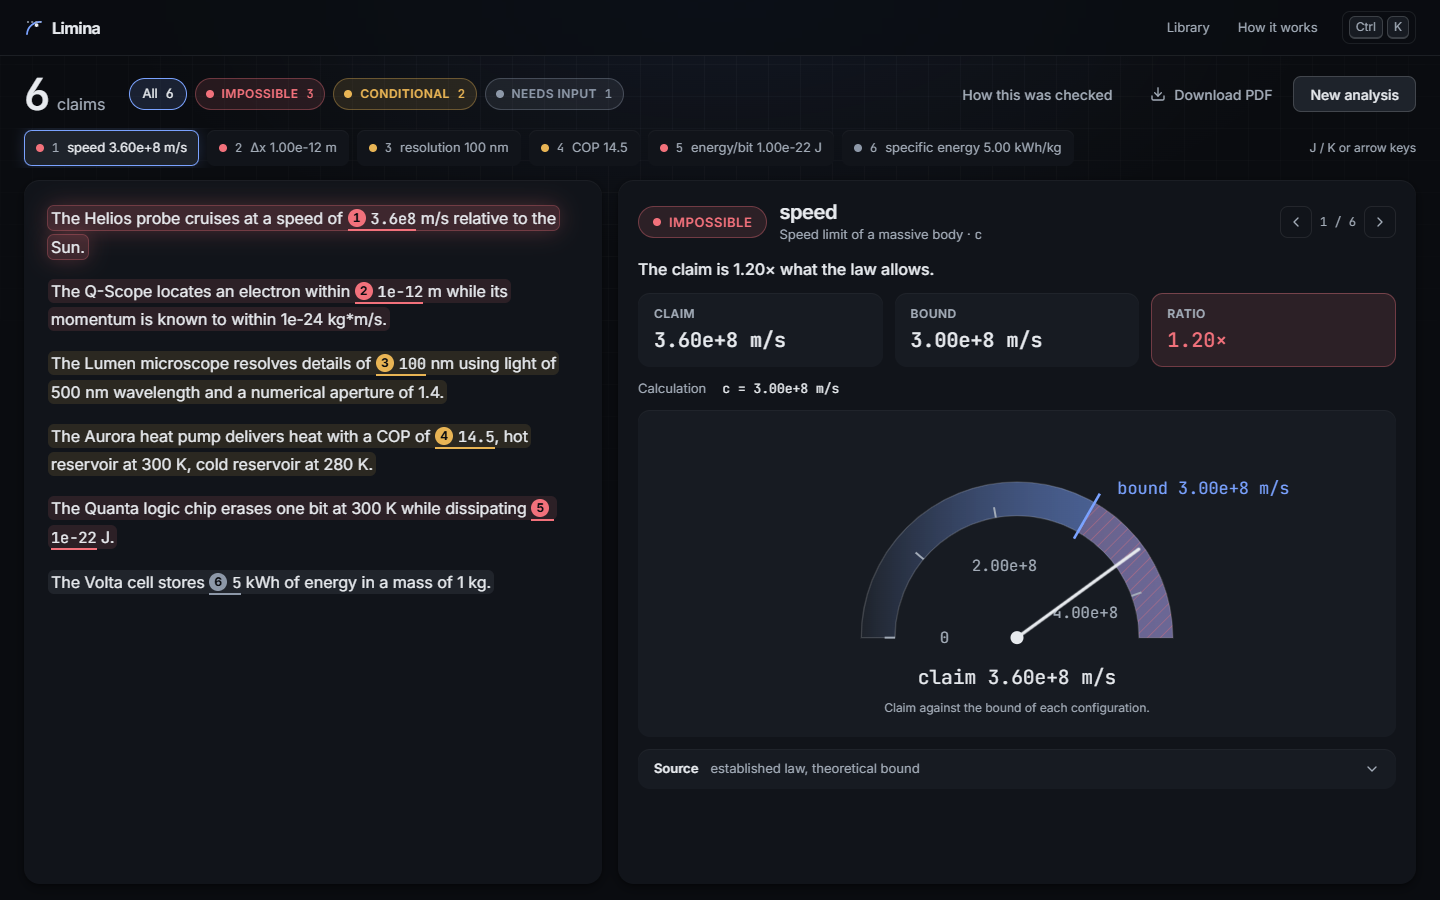 Limina
Library
How it works
Ctrl K
6 claims
All 6
IMPOSSIBLE 3
CONDITIONAL 2
NEEDS INPUT 1
How this was checked
Download PDF
New analysis
1 speed 3.60e+8 m/s
2 Δx 1.00e-12 m
3 resolution 100 nm
4 COP 14.5
5 energy/bit 1.00e-22 J
6 specific energy 5.00 kWh/kg
J / K or arrow keys
The Helios probe cruises at a speed of 1 3.6e8 m/s relative to the
Sun.
The Q-Scope locates an electron within 2 1e-12 m while its
momentum is known to within 1e-24 kg*m/s.
The Lumen microscope resolves details of 3 100 nm using light of
500 nm wavelength and a numerical aperture of 1.4.
The Aurora heat pump delivers heat with a COP of 4 14.5, hot
reservoir at 300 K, cold reservoir at 280 K.
The Quanta logic chip erases one bit at 300 K while dissipating 5
1e-22 J.
The Volta cell stores 6 5 kWh of energy in a mass of 1 kg.
IMPOSSIBLE
speed
Speed limit of a massive body · c
1 / 6
The claim is 1.20× what the law allows.
CLAIM
3.60e+8 m/s
BOUND
3.00e+8 m/s
RATIO
1.20×
Calculation c = 3.00e+8 m/s
bound 3.00e+8 m/s
2.00e+8
4.00e+8
0
claim 3.60e+8 m/s
Claim against the bound of each configuration.
Source established law, theoretical bound